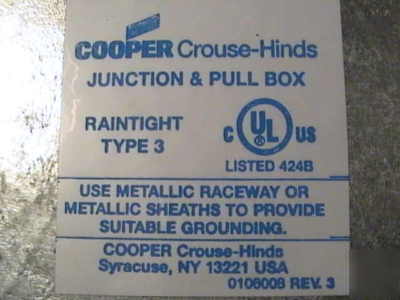 COOPER Crouse-Hinds
JUNCTION & PULL BOX
RAINTIGHT
TYPE 3
C UL ® US
LISTED 424B
USE METALLIC RACEWAY OR
METALLIC SHEATHS TO PROVIDE
SUITABLE GROUNDING.
COOPER Crouse-Hinds
Syracuse, NY 13221 USA
0106008 REV. 3